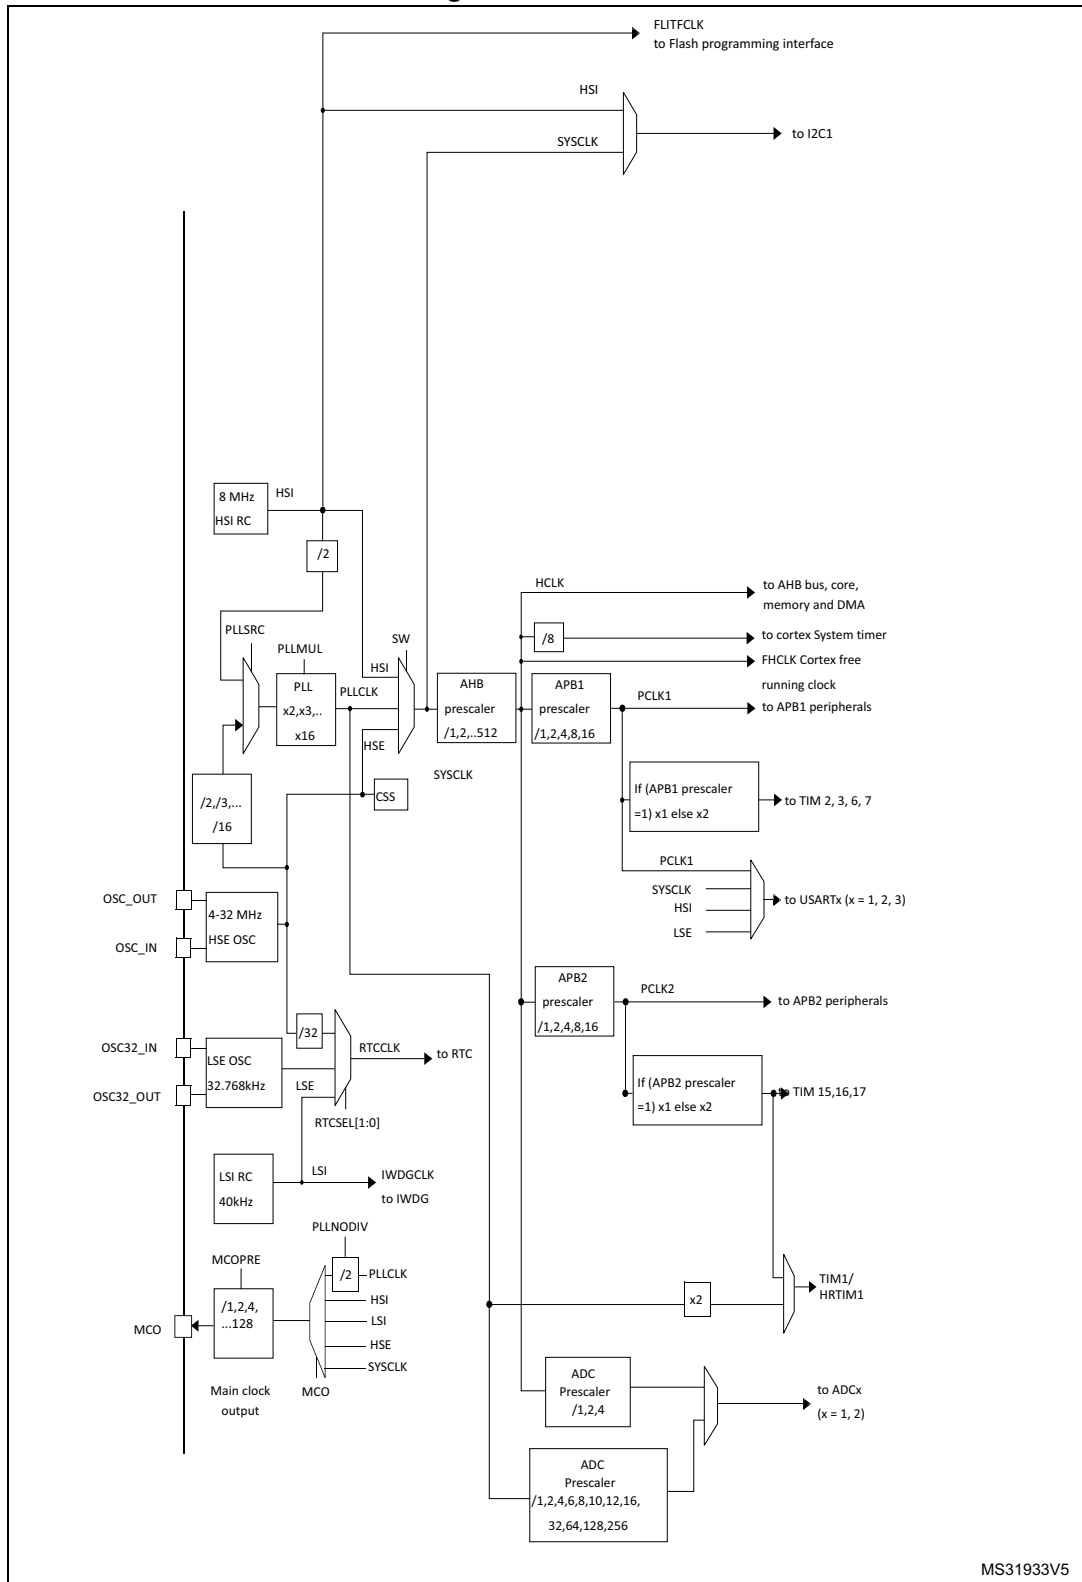 FLITFCLK
to Flash programming interface
HSI
to I2C1
SYSCLK
8 MHz
HSI RC
HSI
/2
HCLK
to AHB bus, core,
memory and DMA
/8
to cortex System timer
FHCLK Cortex free
running clock
PLLSRC
PLLMUL
SW
HSI
PLL
x2,x3,..
x16
PLLCLK
HSE
AHB
prescaler
/1,2,..512
APB1
prescaler
/1,2,4,8,16
PCLK1
to APB1 peripherals
SYSCLK
CSS
/2,/3,...
/16
If (APB1 prescaler
=1) x1 else x2
to TIM 2, 3, 6, 7
PCLK1
SYSCLK
HSI
LSE
to USARTx (x = 1, 2, 3)
OSC_OUT
OSC_IN
4-32 MHz
HSE OSC
APB2
prescaler
/1,2,4,8,16
PCLK2
to APB2 peripherals
/32
OSC32_IN
OSC32_OUT
LSE OSC
32.768kHz
LSE
RTCCLK
to RTC
RTCSEL[1:0]
If (APB2 prescaler
=1) x1 else x2
to TIM 15,16,17
LSI RC
40kHz
LSI
IWDGCLK
to IWDG
PLLNODIV
MCOPRE
/2
PLLCLK
HSI
LSI
HSE
SYSCLK
/1,2,4,
...128
MCO
MCO
Main clock
output
x2
TIM1/
HRTIM1
ADC
Prescaler
/1,2,4
to ADCx
(x = 1, 2)
ADC
Prescaler
/1,2,4,6,8,10,12,16,
32,64,128,256
MS31933V5